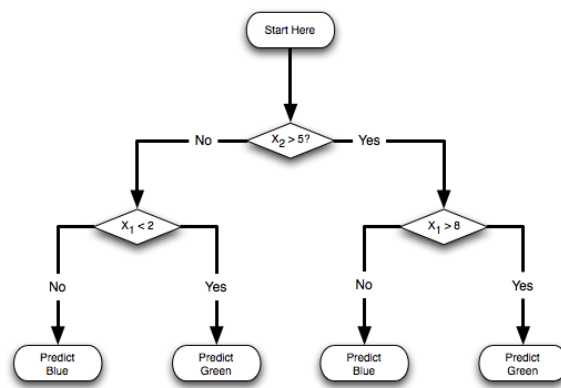 Start Here
X2 > 5?
No
Yes
X1 < 2
X1 > 8
No
Yes
No
Yes
Predict
Blue
Predict
Green
Predict
Blue
Predict
Green